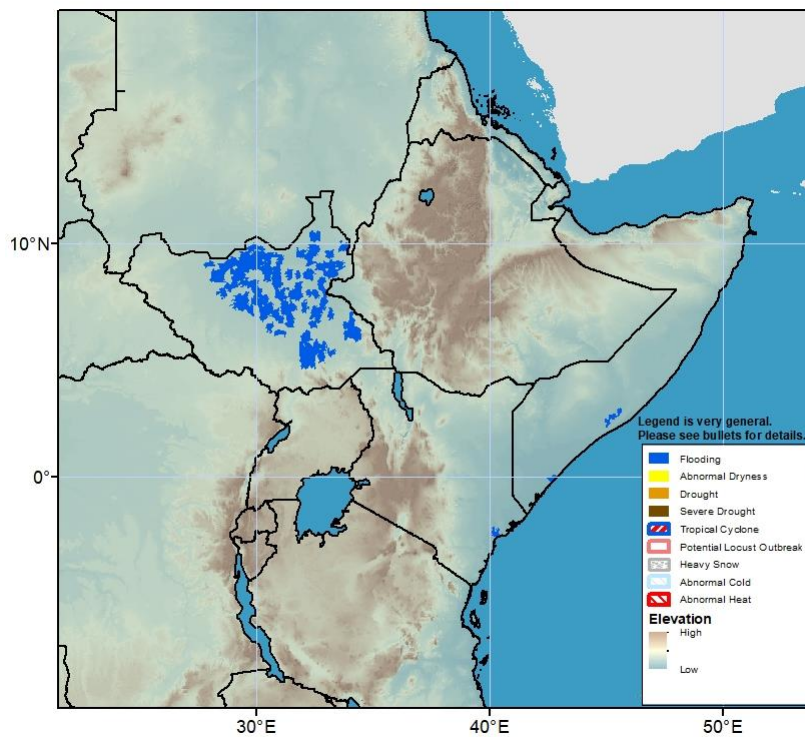 10°N
0°
Legend is very general.
Please see bullets for details.
Flooding
Abnormal Dryness
Drought
Severe Drought
Tropical Cyclone
Potential Locust Outbreak
Heavy Snow
Abnormal Cold
Abnormal Heat
Elevation
High
Low
30°E
40°E
50°E